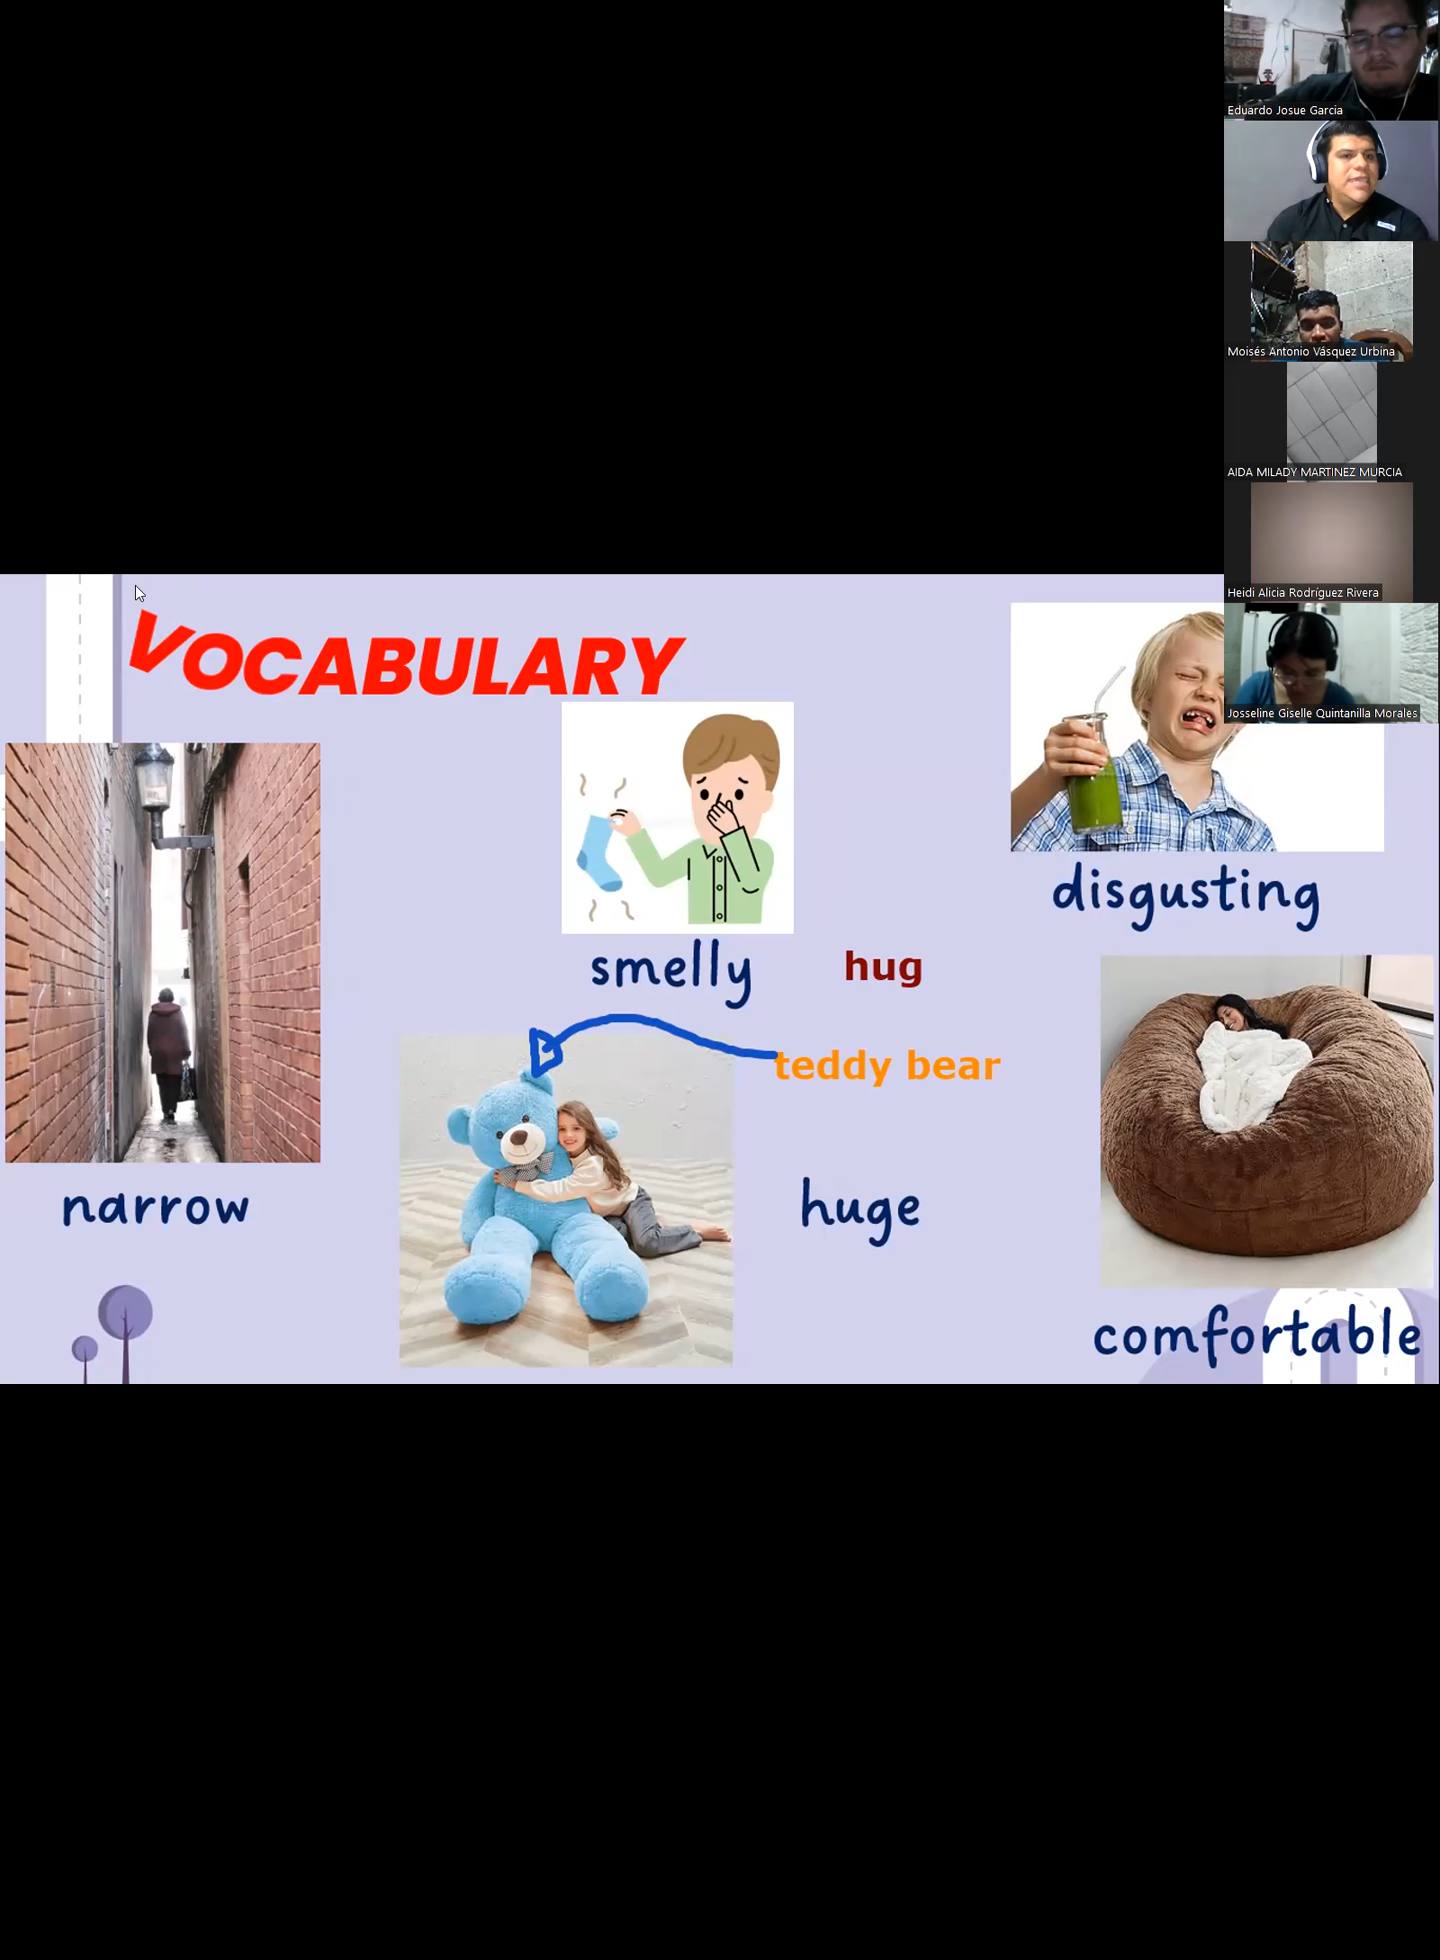 Eduardo Josue Garcia
Moisés Antonio Vásquez Urbina
AIDA MILADY MARTINEZ MURCIA
Heidi Alicia Rodríguez Rivera
Josseline Giselle Quintanilla Morales
VOCABULARY
disgusting
smelly
hug
teddy bear
narrow
huge
comfortable